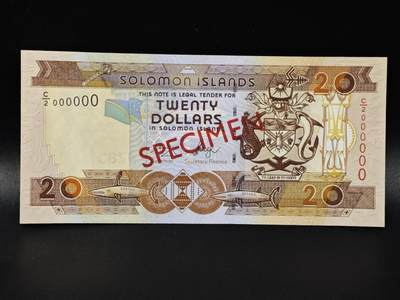 SOLOMON ISLANDS
20
20
C/2 000000
THIS NOTE IS LEGAL TENDER FOR
TWENTY
DOLLARS
IN SOLOMON ISLANDS
SPECIMEN
C/2 000000
20
20